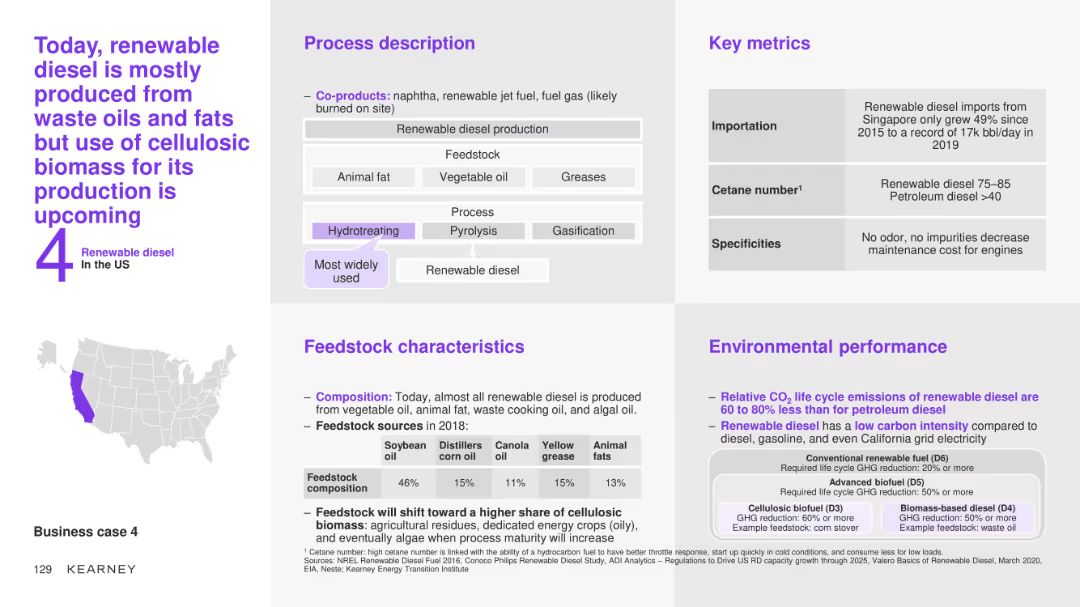 Today, renewable
diesel is mostly
produced from
waste oils and fats
but use of cellulosic
biomass for its
production is
upcoming
4
Renewable diesel
In the US
Business case 4
129 KEARNEY
Process description
– Co-products: naphtha, renewable jet fuel, fuel gas (likely
burned on site)
Renewable diesel production
Feedstock
Animal fat Vegetable oil Greases
Process
Hydrotreating Pyrolysis Gasification
Most widely
used
Renewable diesel
Key metrics
Importation
Renewable diesel imports from
Singapore only grew 49% since
2015 to a record of 17k bbl/day in
2019
Cetane number¹
Renewable diesel 75–85
Petroleum diesel >40
Specificities
No odor, no impurities decrease
maintenance cost for engines
Feedstock characteristics
– Composition: Today, almost all renewable diesel is produced
from vegetable oil, animal fat, waste cooking oil, and algal oil.
– Feedstock sources in 2018:
Soybean
oil
Distillers
corn oil
Canola
oil
Yellow
grease
Animal
fats
Feedstock
composition
46% 15% 11% 15% 13%
– Feedstock will shift toward a higher share of cellulosic
biomass: agricultural residues, dedicated energy crops (oily),
and eventually algae when process maturity will increase
Environmental performance
– Relative CO₂ life cycle emissions of renewable diesel are
60 to 80% less than for petroleum diesel
– Renewable diesel has a low carbon intensity compared to
diesel, gasoline, and even California grid electricity
Conventional renewable fuel (D6)
Required life cycle GHG reduction: 20% or more
Advanced biofuel (D5)
Required life cycle GHG reduction: 50% or more
Cellulosic biofuel (D3)
GHG reduction: 60% or more
Example feedstock: corn stover
Biomass-based diesel (D4)
GHG reduction: 50% or more
Example feedstock: waste oil
¹ Cetane number: high cetane number is linked with the ability of a hydrocarbon fuel to have better throttle response, start up quickly in cold conditions, and consume less for low loads.
Sources: NREL Renewable Diesel Fuel 2016, Conoco Philips Renewable Diesel Study, ADI Analytics – Regulations to Drive US RD capacity growth through 2025, Valero Basics of Renewable Diesel, March 2020,
EIA, Neste; Kearney Energy Transition Institute